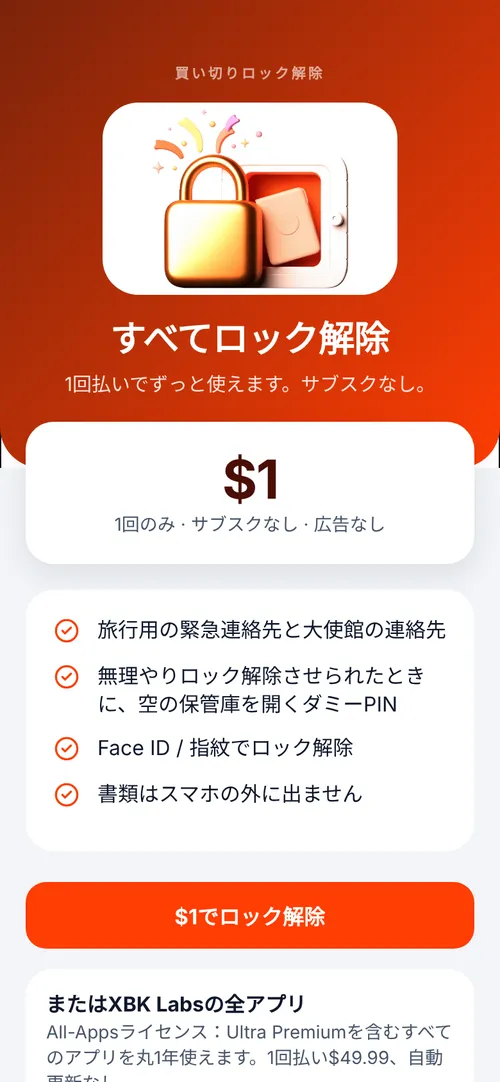 買い切りロック解除
すべてロック解除
1回払いでずっと使えます。サブスクなし。
$1
1回のみ · サブスクなし · 広告なし
旅行用の緊急連絡先と大使館の連絡先
無理やりロック解除させられたとき
に、空の保管庫を開くダミーPIN
Face ID / 指紋でロック解除
書類はスマホの外に出ません
$1でロック解除
またはXBK Labsの全アプリ
All-Appsライセンス：Ultra Premiumを含むすべて
のアプリを丸1年使えます。1回払い$49.99、自動
更新なし